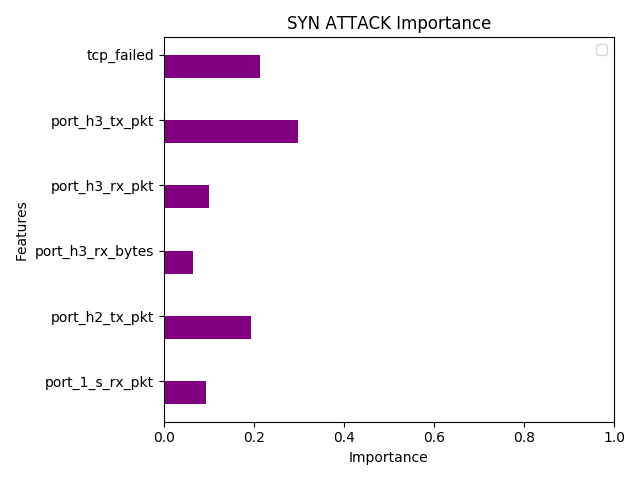 SYN ATTACK Importance
tcp_failed
port_h3_tx_pkt
port_h3_rx_pkt
port_h3_rx_bytes
port_h2_tx_pkt
port_1_s_rx_pkt
Features
0.0 0.2 0.4 0.6 0.8 1.0
Importance